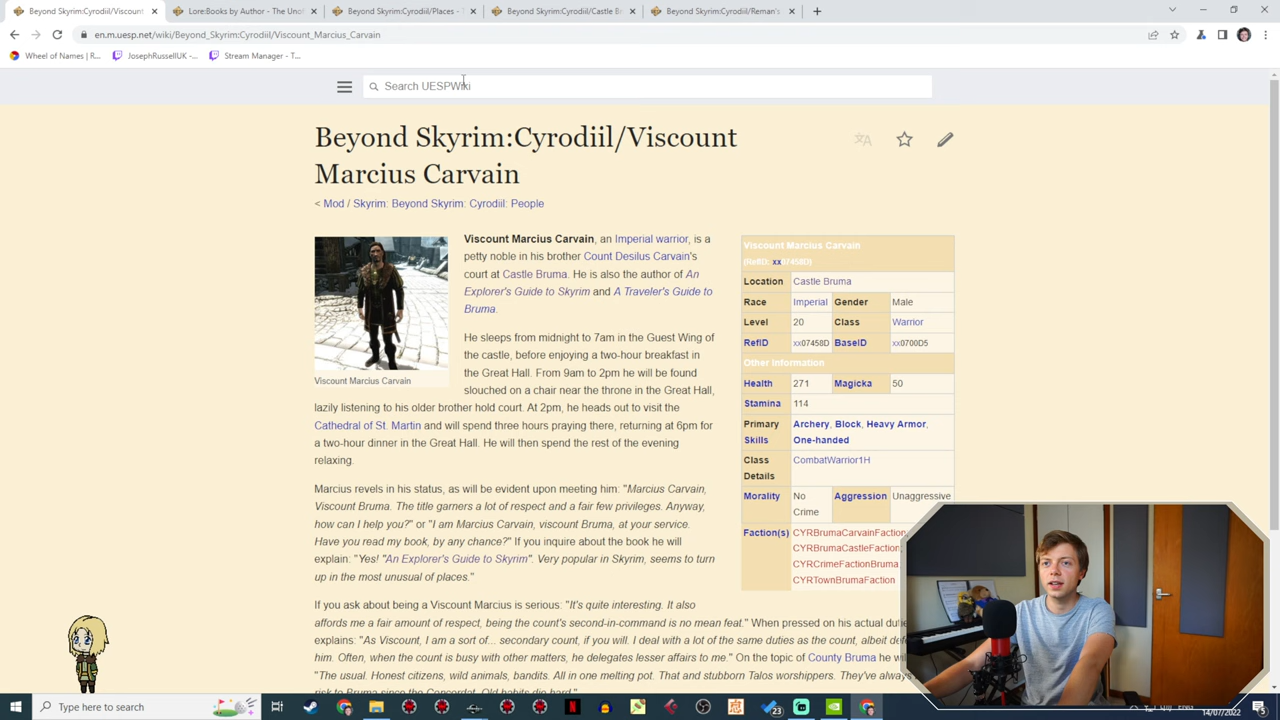 Beyond Skyrim:Cyrodiil/Viscount
Lore:Books by Author - The Uno
Beyond Skyrim:Cyrodiil/Places -
Beyond Skyrim:Cyrodiil/Castle B
Beyond Skyrim:Cyrodiil/Reman's
en.m.uesp.net/wiki/Beyond_Skyrim:Cyrodiil/Viscount_Marcius_Carvain
Wheel of Names | R...
JosephRussellUK -...
Stream Manager - T...
Search UESPWiki
Beyond Skyrim:Cyrodiil/Viscount
Marcius Carvain
< Mod / Skyrim: Beyond Skyrim: Cyrodiil: People
Viscount Marcius Carvain
Viscount Marcius Carvain, an Imperial warrior, is a
petty noble in his brother Count Desilus Carvain's
court at Castle Bruma. He is also the author of An
Explorer's Guide to Skyrim and A Traveler's Guide to
Bruma.
He sleeps from midnight to 7am in the Guest Wing of
the castle, before enjoying a two-hour breakfast in
the Great Hall. From 9am to 2pm he will be found
slouched on a chair near the throne in the Great Hall,
lazily listening to his older brother hold court. At 2pm, he heads out to visit the
Cathedral of St. Martin and will spend three hours praying there, returning at 6pm for
a two-hour dinner in the Great Hall. He will then spend the rest of the evening
relaxing.
Marcius revels in his status, as will be evident upon meeting him: "Marcius Carvain,
Viscount Bruma. The title garners a lot of respect and a fair few privileges. Anyway,
how can I help you?" or "I am Marcius Carvain, viscount Bruma, at your service.
Have you read my book, by any chance?" If you inquire about the book he will
explain: "Yes! "An Explorer's Guide to Skyrim". Very popular in Skyrim, seems to turn
up in the most unusual of places."
If you ask about being a Viscount Marcius is serious: "It's quite interesting. It also
affords me a fair amount of respect, being the count's second-in-command is no mean feat." When pressed on his actual
explains: "As Viscount, I am a sort of... secondary count, if you will. I deal with a lot of the same duties as the count, albeit
him. Often, when the count is busy with other matters, he delegates lesser affairs to me." On the topic of County Bruma he
"The usual. Honest citizens, wild animals, bandits. All in one melting pot. That and stubborn Talos worshippers. They've
risk to Bruma since the Concordat. Old habits die hard."
Viscount Marcius Carvain
(RefID: xx07458D)
Location Castle Bruma
Race Imperial Gender Male
Level 20 Class Warrior
RefID xx07458D BaseID xx0700D5
Other Information
Health 271 Magicka 50
Stamina 114
Primary Skills Archery, Block, Heavy Armor,
One-handed
Class Details CombatWarrior1H
Morality No Crime Aggression Unaggressive
Faction(s) CYRBrumaCarvainFaction;
CYRBrumaCastleFaction;
CYRCrimeFactionBruma
CYRTownBrumaFaction
Type here to search
23
ENG
14/07/2022